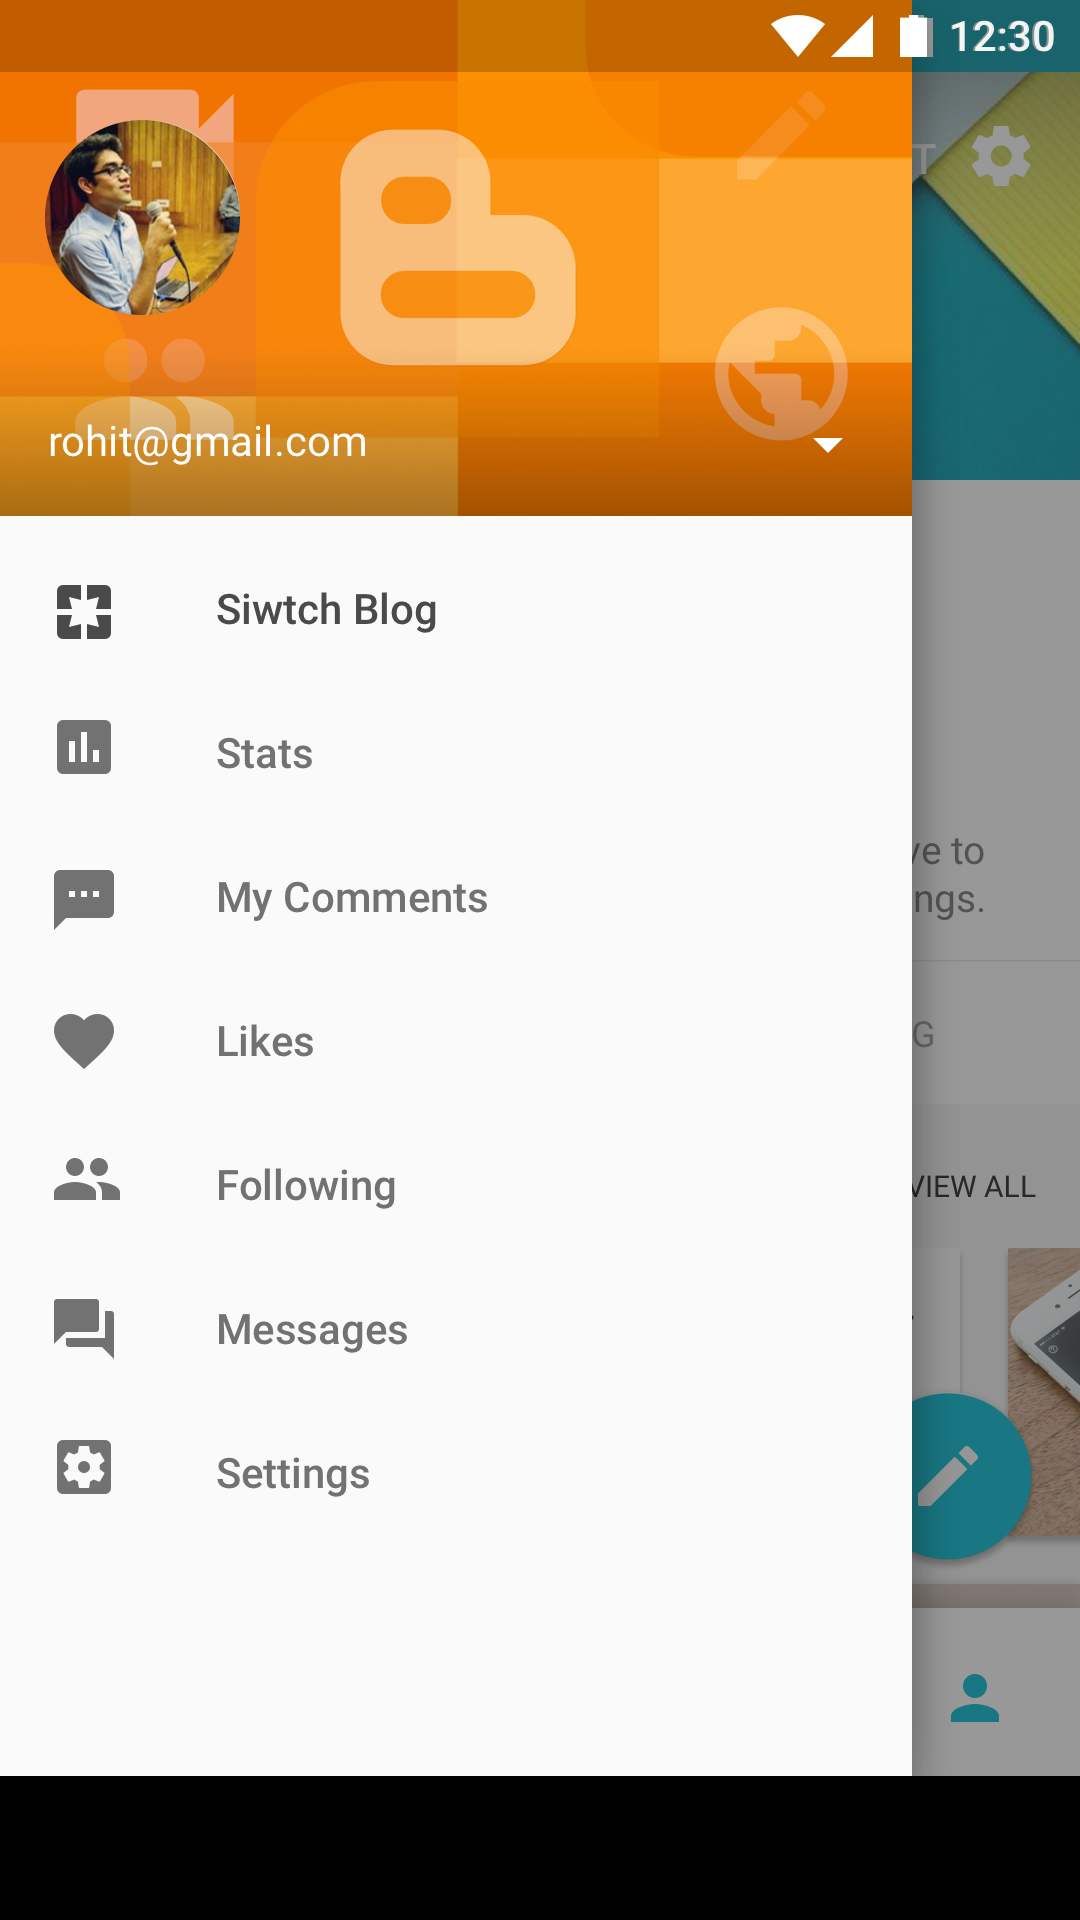 12:30
T
rohit@gmail.com
Siwtch Blog
Stats
My Comments
Likes
Following
Messages
Settings
ve to
ngs.
G
VIEW ALL